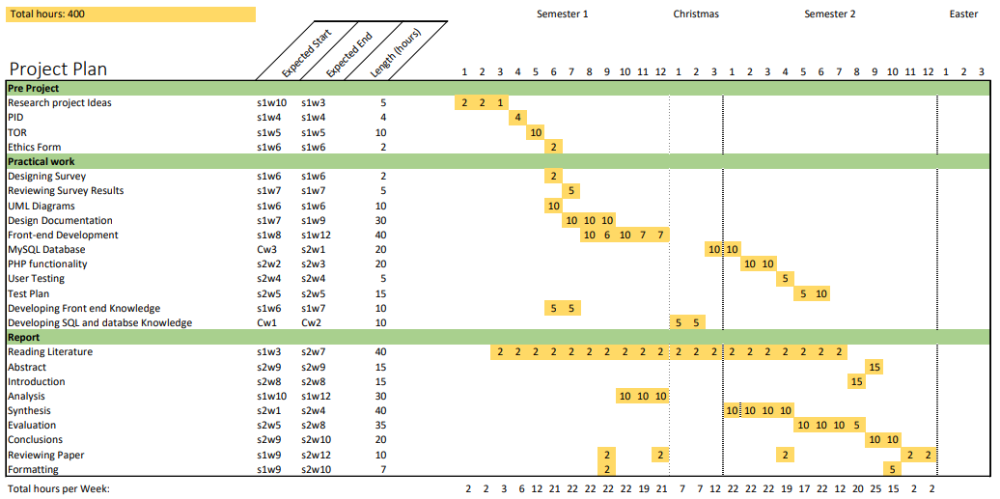 Total hours: 400
Semester 1 Christmas Semester 2 Easter
Expected Start
Expected End
Length (hours)
Project Plan 1 2 3 4 5 6 7 8 9 10 11 12 1 2 3 1 2 3 4 5 6 7 8 9 10 11 12 1 2 3
Pre Project
Research project Ideas s1w10 s1w3 5 2 2 1
PID s1w4 s1w4 4 4
TOR s1w5 s1w5 10 10
Ethics Form s1w6 s1w6 2 2
Practical work
Designing Survey s1w6 s1w6 2 2
Reviewing Survey Results s1w7 s1w7 5 5
UML Diagrams s1w6 s1w6 10 10
Design Documentation s1w7 s1w9 30 10 10 10
Front-end Development s1w8 s1w12 40 10 6 10 7 7
MySQL Database Cw3 s2w1 20 10 10
PHP functionality s2w2 s2w3 20 10 10
User Testing s2w4 s2w4 5 5
Test Plan s2w5 s2w5 15 5 10
Developing Front end Knowledge s1w6 s1w7 10 5 5
Developing SQL and databse Knowledge Cw1 Cw2 10 5 5
Report
Reading Literature s1w3 s2w7 40 2 2 2 2 2 2 2 2 2 2 2 2 2 2 2 2 2 2 2 2
Abstract s2w9 s2w9 15 15
Introduction s2w8 s2w8 15 15
Analysis s1w10 s1w12 30 10 10 10
Synthesis s2w1 s2w4 40 10 10 10 10
Evaluation s2w5 s2w8 35 10 10 10 5
Conclusions s2w9 s2w10 20 10 10
Reviewing Paper s1w9 s2w12 10 2 2 2 2 2
Formatting s1w9 s2w10 7 2 5
Total hours per Week: 2 2 3 6 12 21 22 22 22 22 19 21 7 7 12 22 22 22 19 17 22 12 20 25 15 2 2